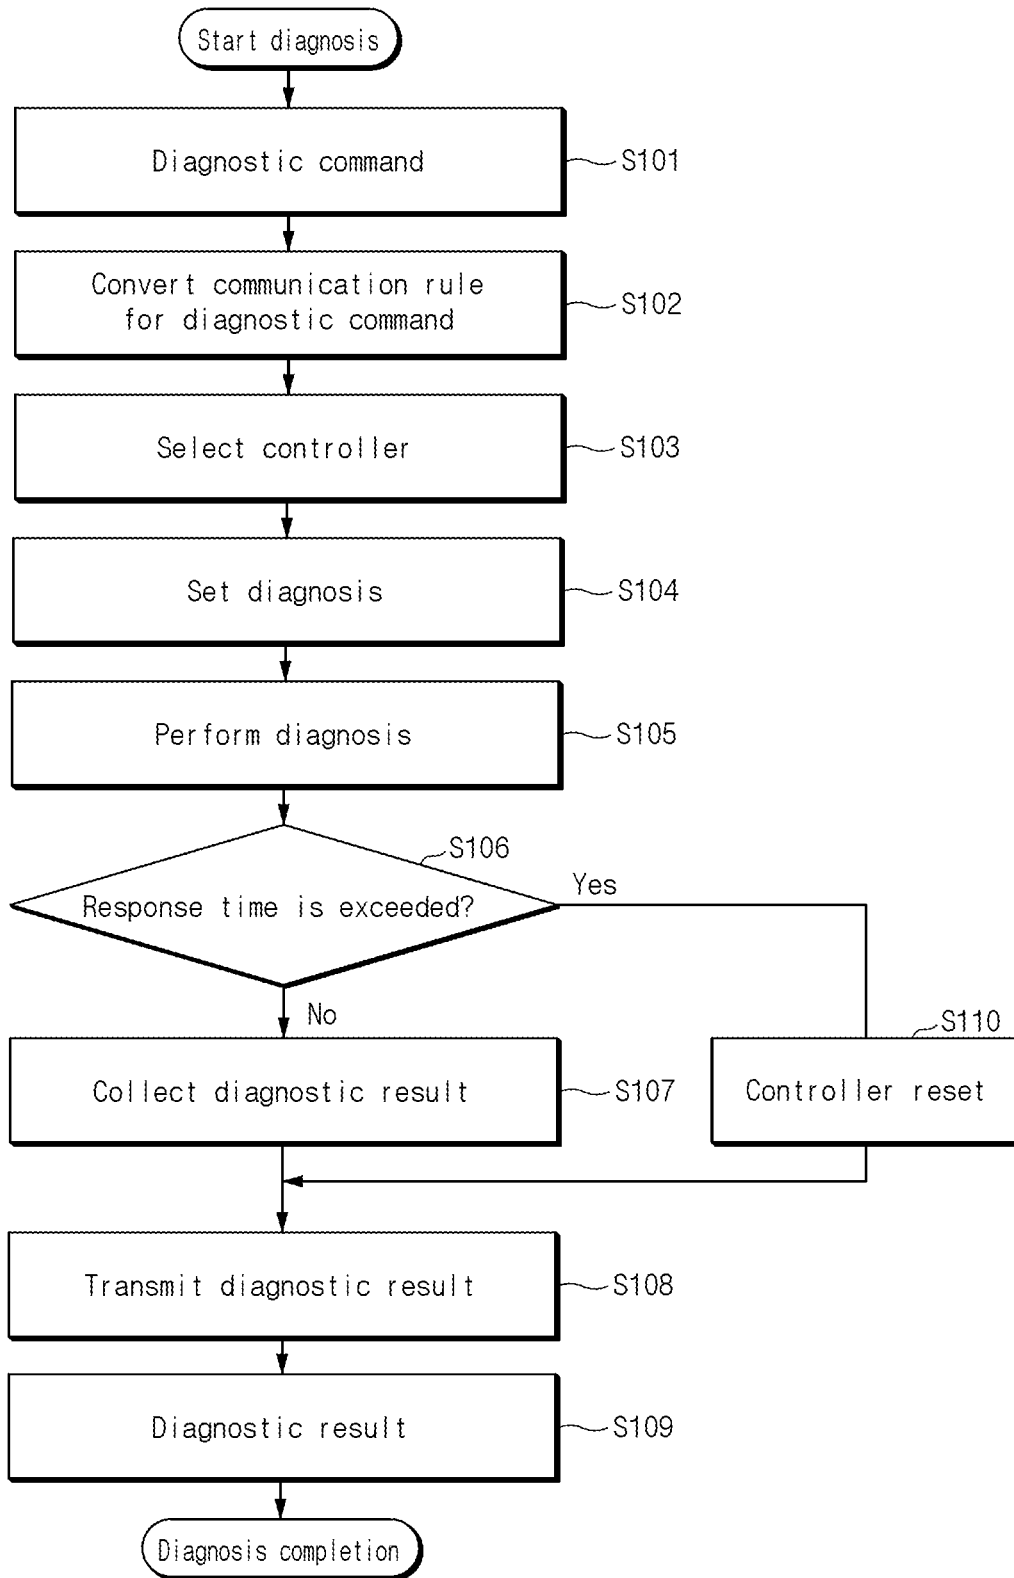 Start diagnosis
Diagnostic command
S101
Convert communication rule
for diagnostic command
S102
Select controller
S103
Set diagnosis
S104
Perform diagnosis
S105
S106
Response time is exceeded?
Yes
No
Collect diagnostic result
S107
S110
Controller reset
Transmit diagnostic result
S108
Diagnostic result
S109
Diagnosis completion